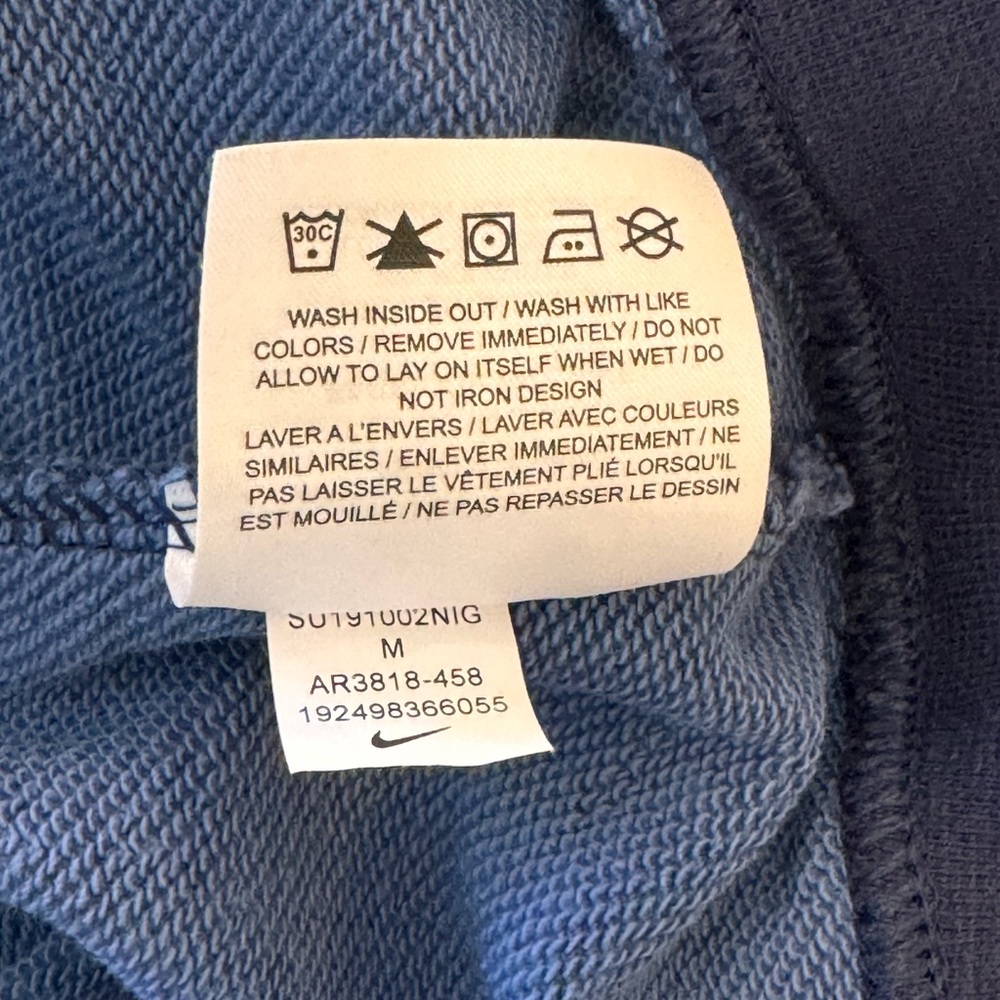 30C
WASH INSIDE OUT / WASH WITH LIKE
COLORS / REMOVE IMMEDIATELY / DO NOT
ALLOW TO LAY ON ITSELF WHEN WET / DO
NOT IRON DESIGN
LAVER A L'ENVERS / LAVER AVEC COULEURS
SIMILAIRES / ENLEVER IMMEDIATEMENT / NE
PAS LAISSER LE VÊTEMENT PLIÉ LORSQU'IL
EST MOUILLÉ / NE PAS REPASSER LE DESSIN
SU191002NIG
M
AR3818-458
192498366055